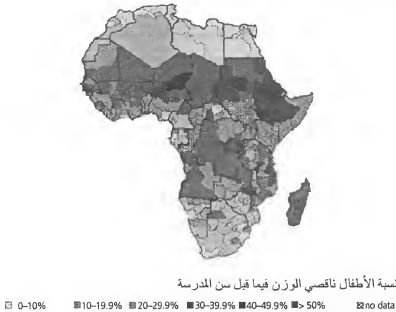 نسبة الأطفال ناقصي الوزن فيما قبل سن المدرسة
0–10% 10–19.9% 20–29.9% 30–39.9% 40–49.9% > 50% no data